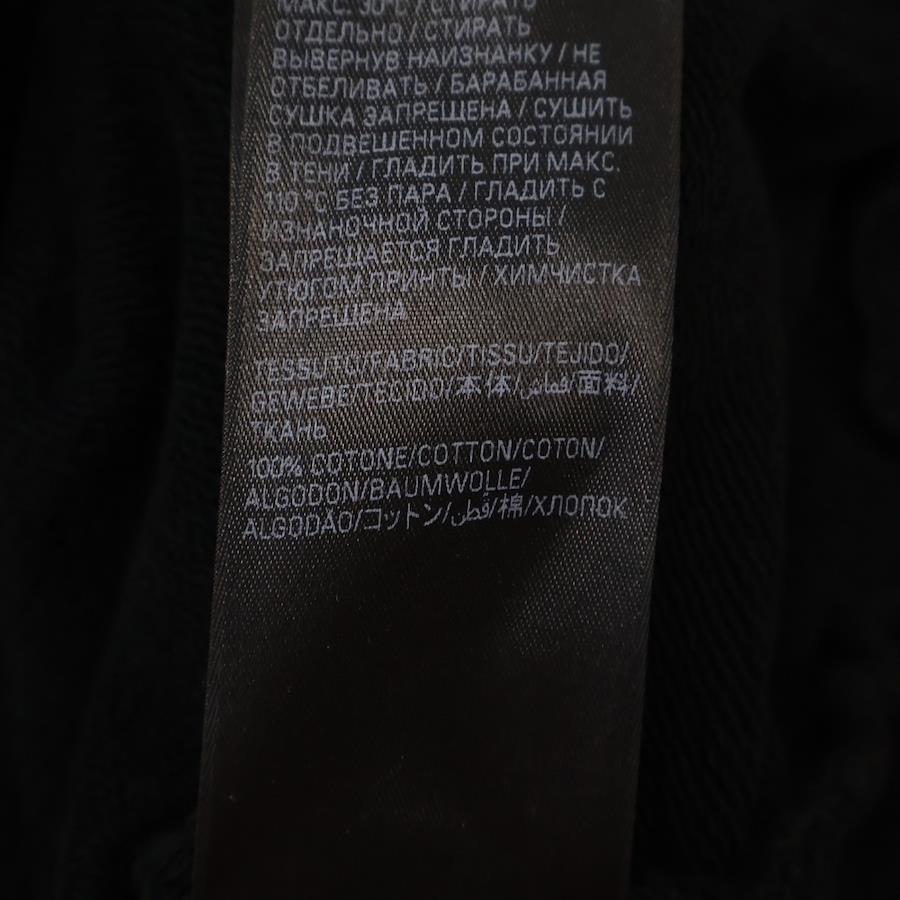 МАКС. 30°C / СТИРАТЬ
ОТДЕЛЬНО / СТИРАТЬ
ВЫВЕРНУВ НАИЗНАНКУ / НЕ
ОТБЕЛИВАТЬ / БАРАБАННАЯ
СУШКА ЗАПРЕЩЕНА / СУШИТЬ
В ПОДВЕШЕННОМ СОСТОЯНИИ
В ТЕНИ / ГЛАДИТЬ ПРИ МАКС.
110 °C БЕЗ ПАРА / ГЛАДИТЬ С
ИЗНАНОЧНОЙ СТОРОНЫ /
ЗАПРЕЩАЕТСЯ ГЛАДИТЬ
/УТЮГОМ ПРИНТЫ / ХИМЧИСТКА
ЗАПРЕЩЕНА
TESSUTO/FABRIC/TISSU/TEJIDO/
GEWEBE/TECIDO/本体/قماش/面料/
ТКАНЬ
100% COTONE/COTTON/COTON/
ALGODON/BAUMWOLLE/
ALGODÃO/コットン/قطن/棉/ХЛОПОК